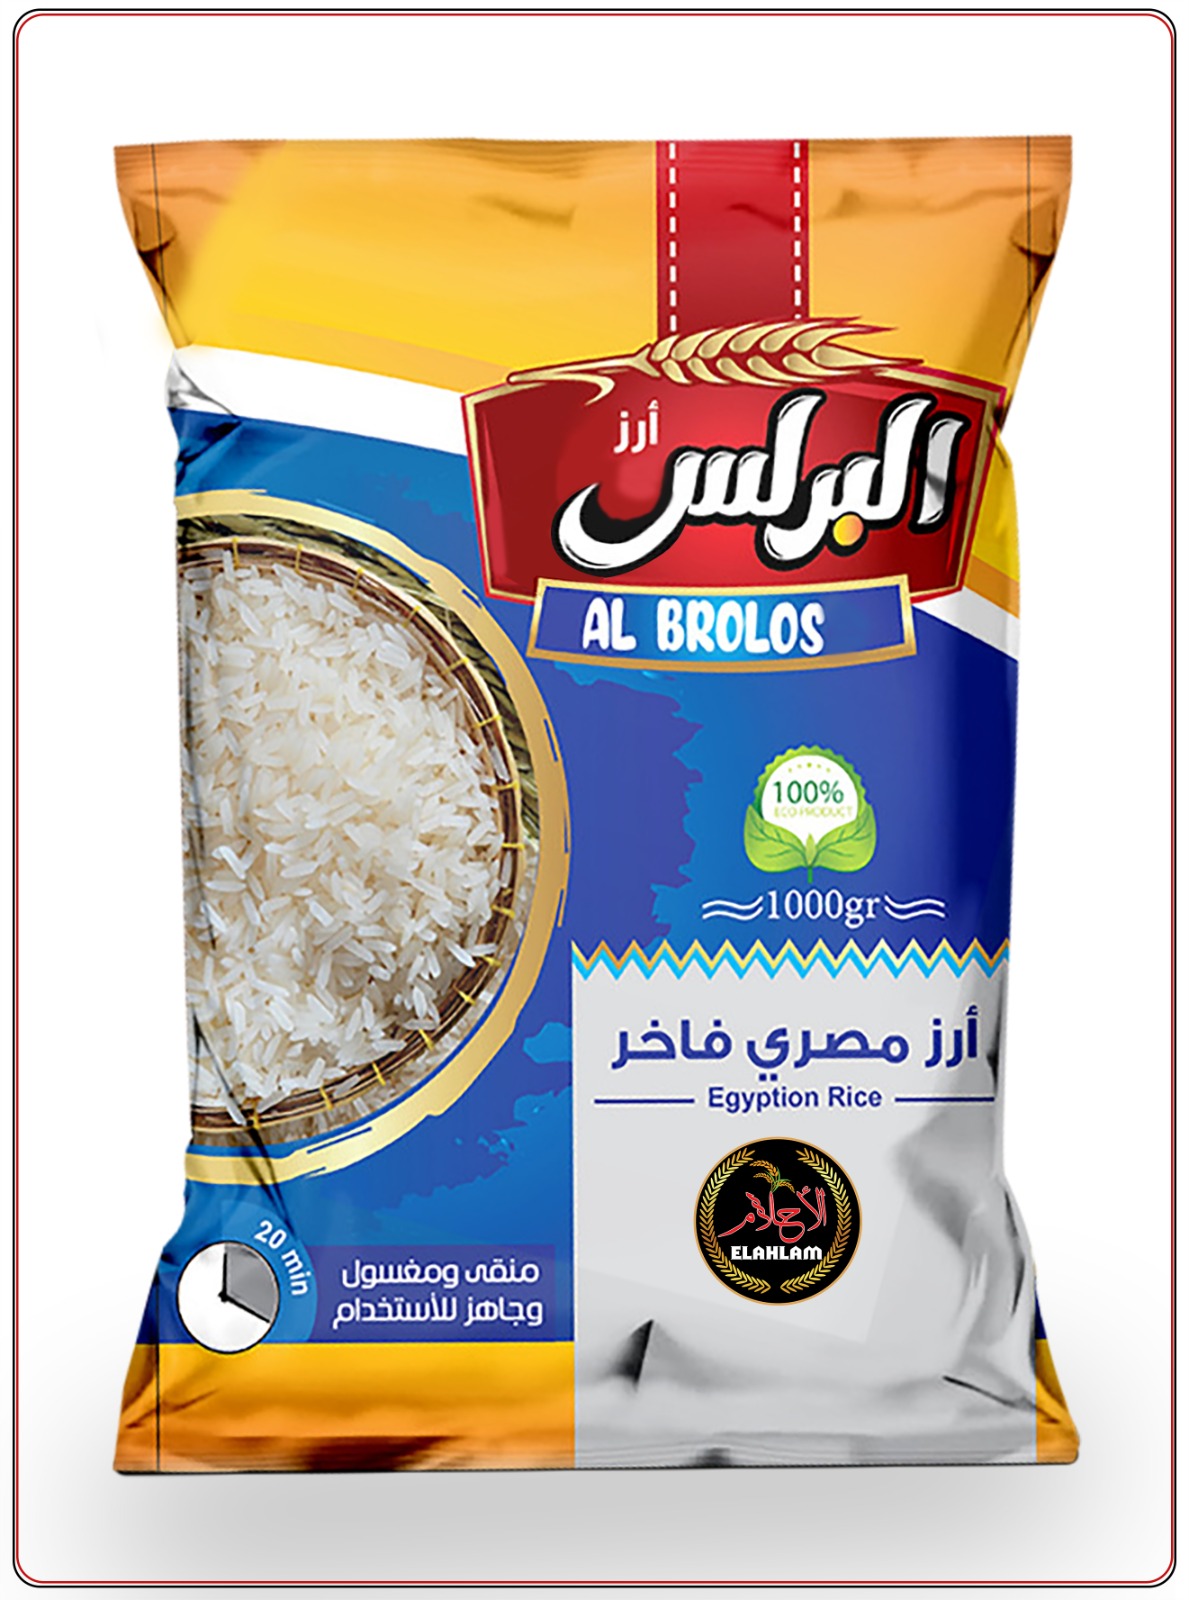 أرز
البرلس
AL BROLOS
100%
ECO PRODUCT
1000gr
أرز مصري فاخر
Egyption Rice
الأحلام
ELAHLAM
20 min
منقى ومغسول
وجاهز للأستخدام